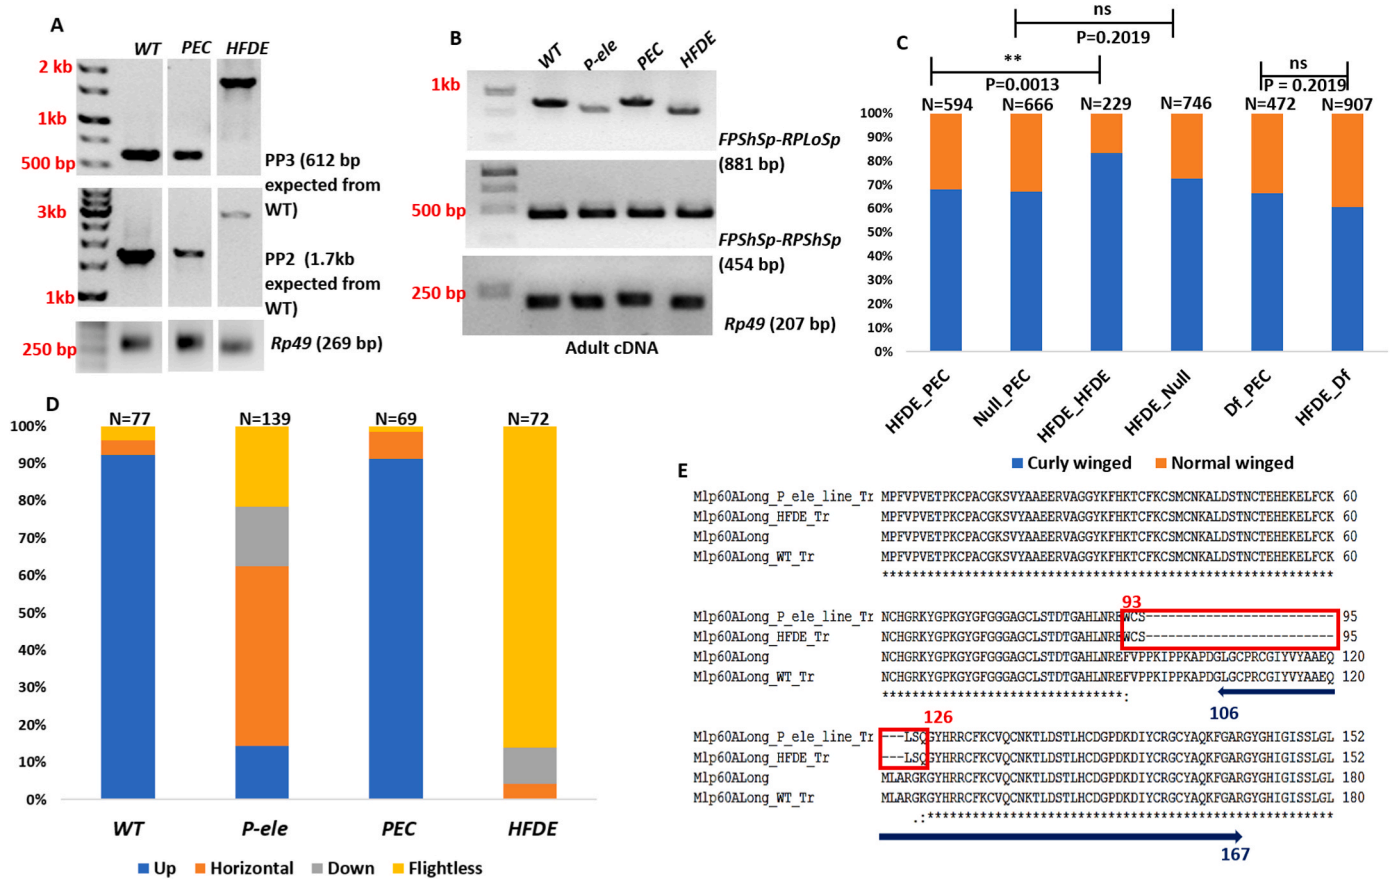 A
WT PEC HFDE
2 kb
1kb
500 bp
PP3 (612 bp
expected from
WT)
3kb
PP2 (1.7kb
expected from
WT)
1kb
250 bp
Rp49 (269 bp)
B
WT P-ele PEC HFDE
1kb
FPShSp-RPLoSp
(881 bp)
500 bp
FPShSp-RPShSp
(454 bp)
250 bp
Rp49 (207 bp)
Adult cDNA
C
ns
P=0.2019
**
P=0.0013
ns
P = 0.2019
N=594 N=666 N=229 N=746 N=472 N=907
100%
90%
80%
70%
60%
50%
40%
30%
20%
10%
0%
HFDE_PEC Null_PEC HFDE_HFDE HFDE_Null Df_PEC HFDE_Df
Curly winged Normal winged
D
N=77 N=139 N=69 N=72
100%
90%
80%
70%
60%
50%
40%
30%
20%
10%
0%
WT P-ele PEC HFDE
Up Horizontal Down Flightless
E
Mlp60ALong_P_ele_line_Tr MPFVPVETPKCPACGKSVYAAEERVAGGYKFHKTCFKCSMCNKALDSTNCTEHEKELFCK 60
Mlp60ALong_HFDE_Tr MPFVPVETPKCPACGKSVYAAEERVAGGYKFHKTCFKCSMCNKALDSTNCTEHEKELFCK 60
Mlp60ALong MPFVPVETPKCPACGKSVYAAEERVAGGYKFHKTCFKCSMCNKALDSTNCTEHEKELFCK 60
Mlp60ALong_WT_Tr MPFVPVETPKCPACGKSVYAAEERVAGGYKFHKTCFKCSMCNKALDSTNCTEHEKELFCK 60
************************************************************
93
Mlp60ALong_P_ele_line_Tr NCHGRKYGPKGYGFGGGAGCLSTDTGAHLNREWCS------------------------- 95
Mlp60ALong_HFDE_Tr NCHGRKYGPKGYGFGGGAGCLSTDTGAHLNREWCS------------------------- 95
Mlp60ALong NCHGRKYGPKGYGFGGGAGCLSTDTGAHLNREFVPPKIPPKAPDGLGCPRCGIYVYAAEQ 120
Mlp60ALong_WT_Tr NCHGRKYGPKGYGFGGGAGCLSTDTGAHLNREFVPPKIPPKAPDGLGCPRCGIYVYAAEQ 120
********************************:
106
126
Mlp60ALong_P_ele_line_Tr ---LSQGYHRRCFKCVQCNKTLDSTLHCDGPDKDIYCRGCYAQKFGARGYGHIGISSLGL 152
Mlp60ALong_HFDE_Tr ---LSQGYHRRCFKCVQCNKTLDSTLHCDGPDKDIYCRGCYAQKFGARGYGHIGISSLGL 152
Mlp60ALong MLARGKGYHRRCFKCVQCNKTLDSTLHCDGPDKDIYCRGCYAQKFGARGYGHIGISSLGL 180
Mlp60ALong_WT_Tr MLARGKGYHRRCFKCVQCNKTLDSTLHCDGPDKDIYCRGCYAQKFGARGYGHIGISSLGL 180
.:******************************************************
167